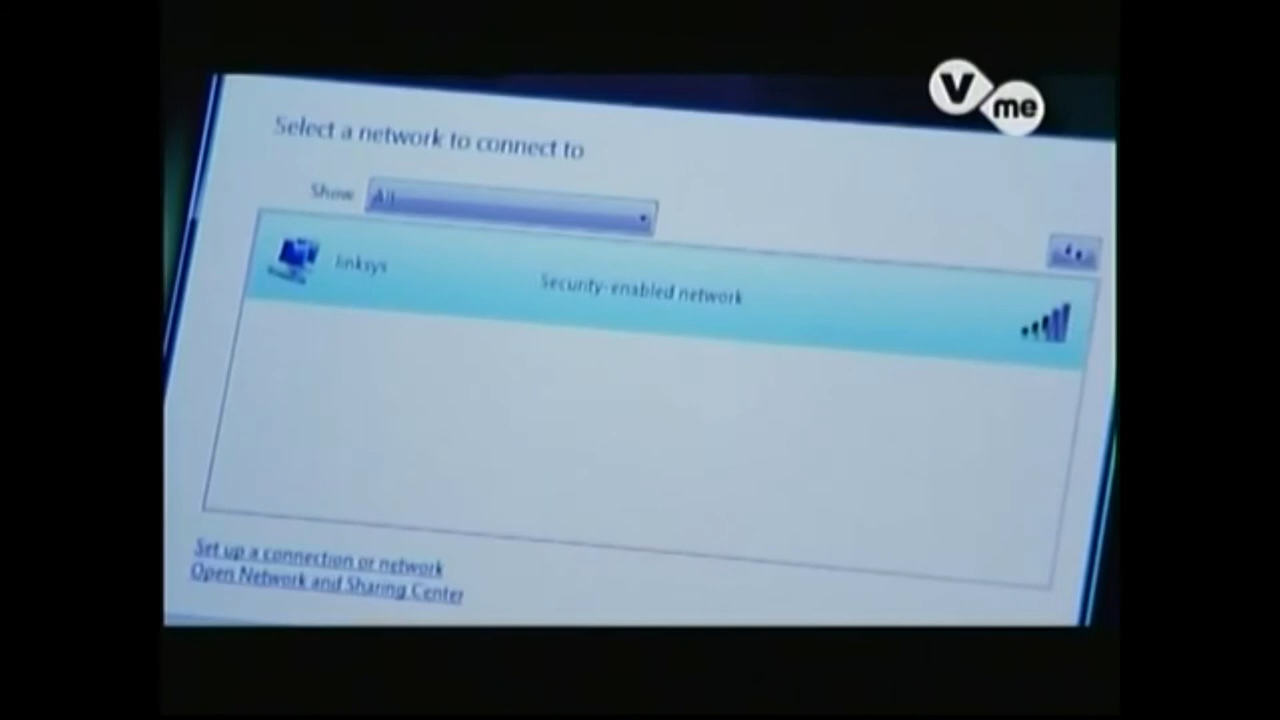 V me
Select a network to connect to
Show All
linksys Security-enabled network
Set up a connection or network
Open Network and Sharing Center